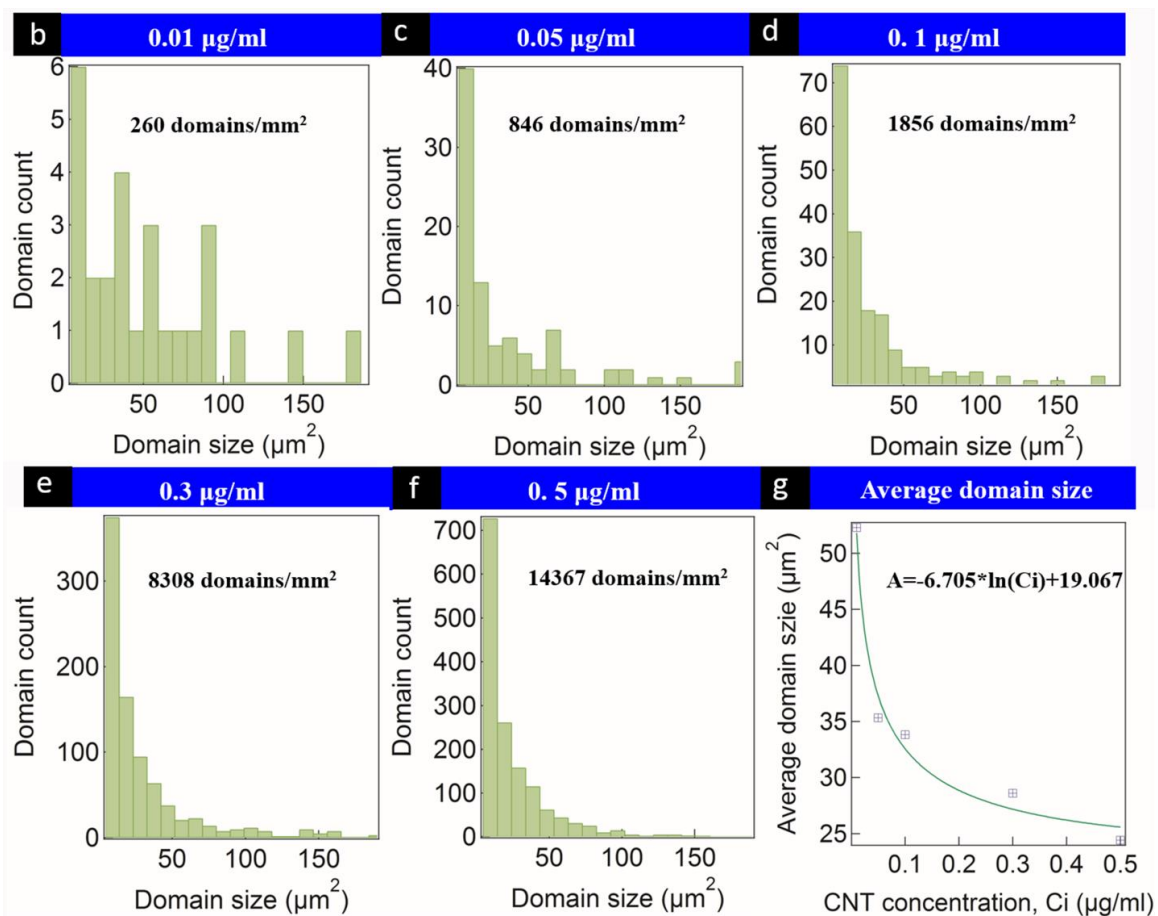 b
0.01 µg/ml
c
0.05 µg/ml
d
0. 1 µg/ml
6
5
4
3
2
1
0
Domain count
260 domains/mm²
50
100
150
Domain size (µm²)
40
30
20
10
0
Domain count
846 domains/mm²
50
100
150
Domain size (µm²)
70
60
50
40
30
20
10
Domain count
1856 domains/mm²
50
100
150
Domain size (µm²)
e
0.3 µg/ml
f
0. 5 µg/ml
g
Average domain size
300
200
100
0
Domain count
8308 domains/mm²
50
100
150
Domain size (µm²)
700
600
500
400
300
200
100
0
Domain count
14367 domains/mm²
50
100
150
Domain size (µm²)
50
45
40
35
30
25
Average domain szie (µm²)
A=-6.705*ln(Ci)+19.067
0.1
0.2
0.3
0.4
0.5
CNT concentration, Ci (µg/ml)